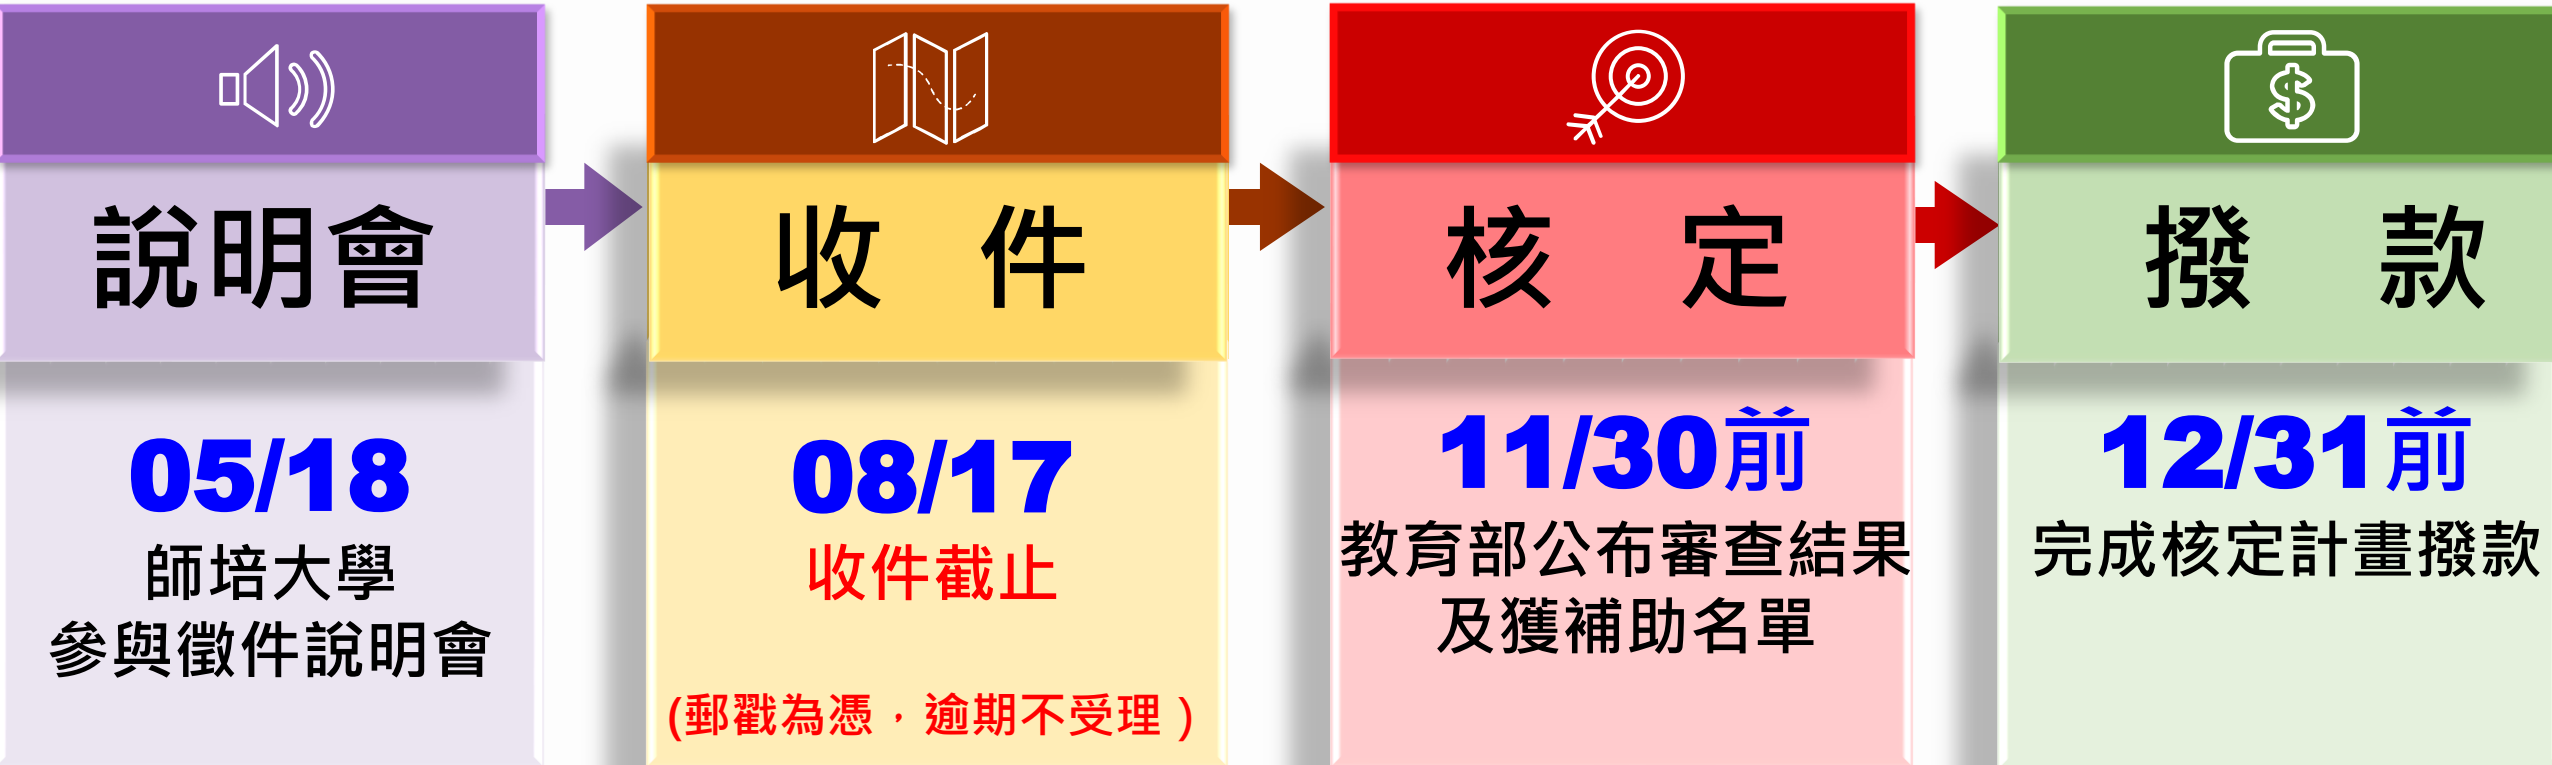 說明會
05/18
師培大學
參與徵件說明會
收 件
08/17
收件截止
(郵戳為憑，逾期不受理)
核 定
11/30前
教育部公布審查結果
及獲補助名單
撥 款
12/31前
完成核定計畫撥款